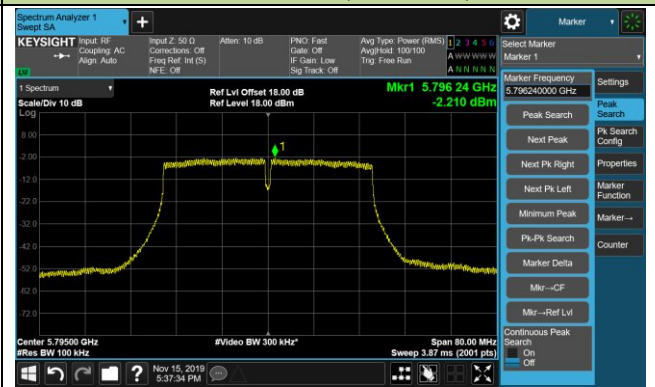 Spectrum Analyzer 1
Swept SA
Marker
KEYSIGHT
Input: RF
Coupling: AC
Align: Auto
Input Z: 50 Ω
Corrections: Off
Freq Ref: Int (S)
NFE: Off
Atten: 10 dB
PNO: Fast
Gate: Off
IF Gain: Low
Sig Track: Off
Avg Type: Power (RMS)
Avg|Hold: 100/100
Trig: Free Run
1 2 3 4 5 6
A W W W W W
A N N N N N
LXI
Select Marker
Marker 1
1 Spectrum
Scale/Div 10 dB
Log
Ref Lvl Offset 18.00 dB
Ref Level 18.00 dBm
Mkr1 5.796 24 GHz
-2.210 dBm
8.00
-2.00
-12.0
-22.0
-32.0
-42.0
-52.0
-62.0
-72.0
1
Center 5.79500 GHz
#Res BW 100 kHz
#Video BW 300 kHz*
Span 80.00 MHz
Sweep 3.87 ms (2001 pts)
Marker Frequency
5.796240000 GHz
Peak Search
Next Peak
Next Pk Right
Next Pk Left
Minimum Peak
Pk-Pk Search
Marker Delta
Mkr→CF
Mkr→Ref Lvl
Continuous Peak
Search
On
Off
Settings
Peak
Search
Pk Search
Config
Properties
Marker
Function
Marker→
Counter
Nov 15, 2019
5:37:34 PM